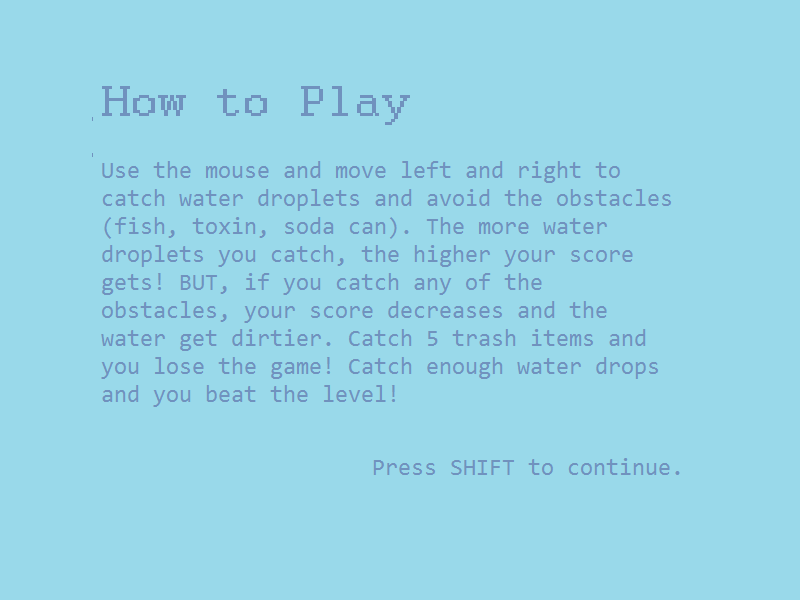 How to Play
Use the mouse and move left and right to
catch water droplets and avoid the obstacles
(fish, toxin, soda can). The more water
droplets you catch, the higher your score
gets! BUT, if you catch any of the
obstacles, your score decreases and the
water get dirtier. Catch 5 trash items and
you lose the game! Catch enough water drops
and you beat the level!
Press SHIFT to continue.